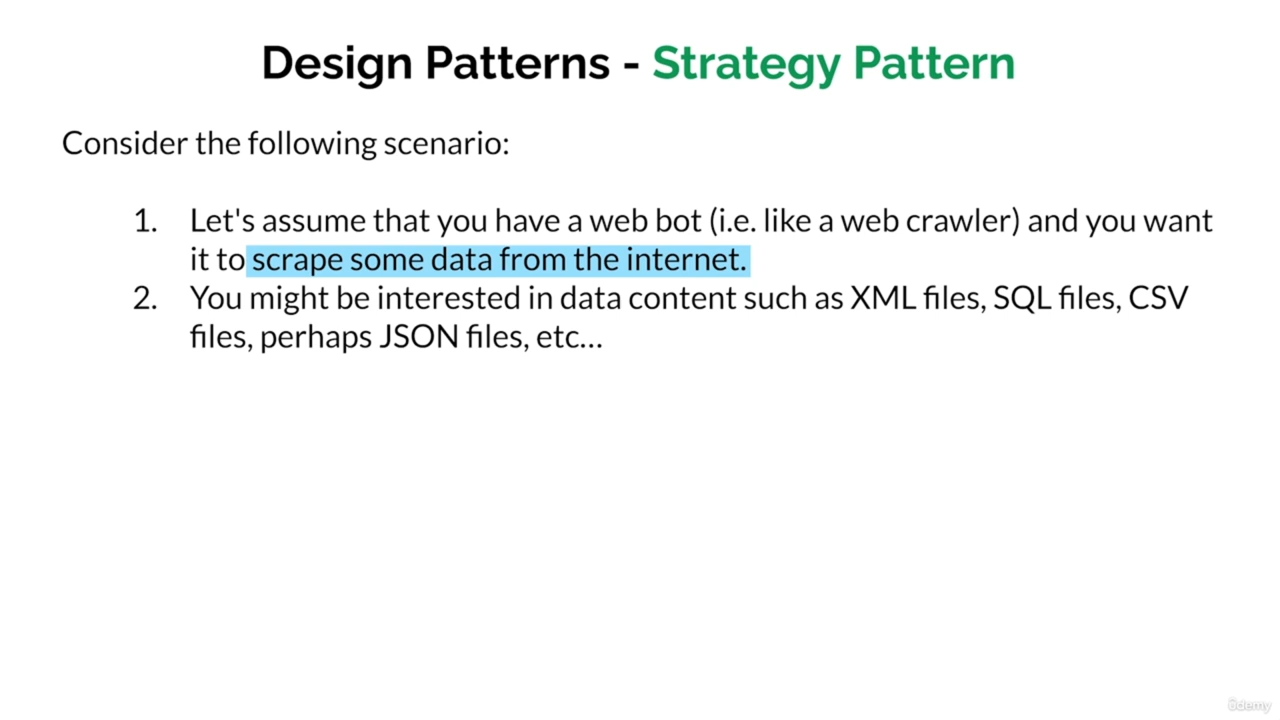 Design Patterns - Strategy Pattern
Consider the following scenario:
1. Let's assume that you have a web bot (i.e. like a web crawler) and you want
it to scrape some data from the internet.
2. You might be interested in data content such as XML files, SQL files, CSV
files, perhaps JSON files, etc...
ûdemy